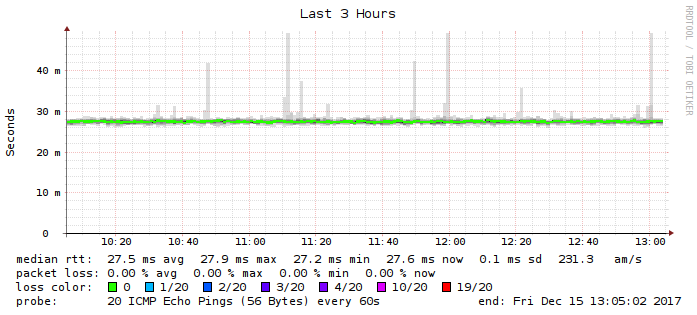 Last 3 Hours
RRDTOOL / TOBI OETIKER
Seconds
40 m
30 m
20 m
10 m
0
10:20 10:40 11:00 11:20 11:40 12:00 12:20 12:40 13:00
median rtt: 27.5 ms avg 27.9 ms max 27.2 ms min 27.6 ms now 0.1 ms sd 231.3 am/s
packet loss: 0.00 % avg 0.00 % max 0.00 % min 0.00 % now
loss color: 0 1/20 2/20 3/20 4/20 10/20 19/20
probe: 20 ICMP Echo Pings (56 Bytes) every 60s end: Fri Dec 15 13:05:02 2017